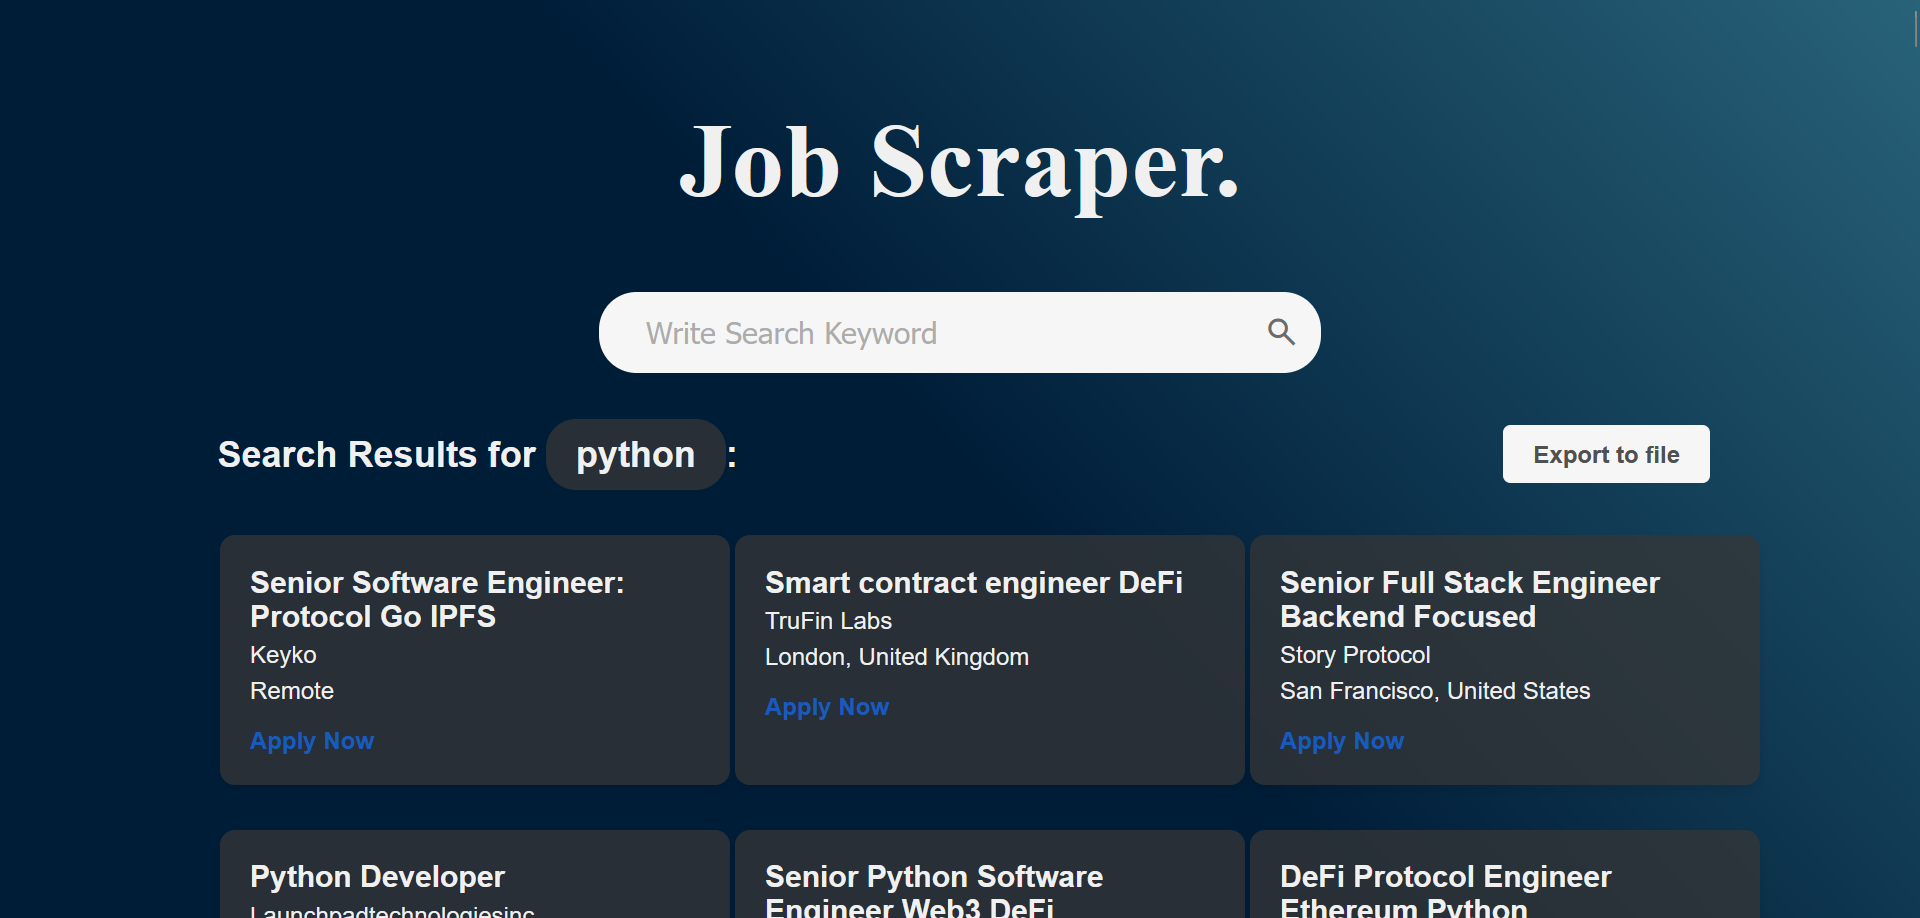 Job Scraper.
Write Search Keyword
Search Results for python :
Export to file
Senior Software Engineer:
Protocol Go IPFS
Keyko
Remote
Apply Now
Smart contract engineer DeFi
TruFin Labs
London, United Kingdom
Apply Now
Senior Full Stack Engineer
Backend Focused
Story Protocol
San Francisco, United States
Apply Now
Python Developer
Launchpadtechnologiesinc
Senior Python Software
Engineer Web3 DeFi
DeFi Protocol Engineer
Ethereum Python